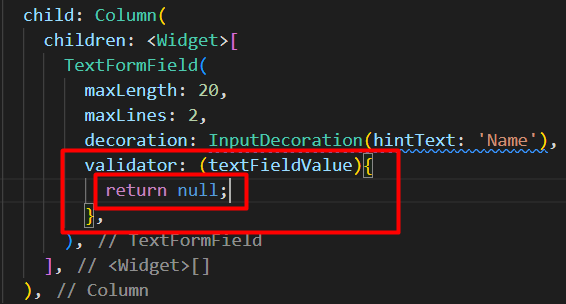 child: Column(
children: <Widget>[
TextFormField(
maxLength: 20,
maxLines: 2,
decoration: InputDecoration(hintText: 'Name'),
validator: (textFieldValue){
return null;
},
), // TextFormField
], // <Widget>[]
), // Column